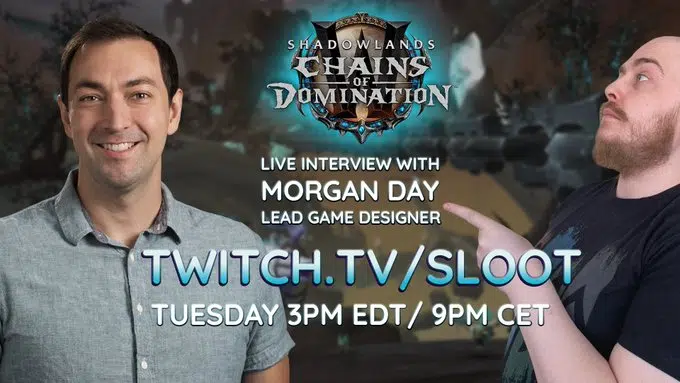 SHADOWLANDS
CHAINS
OF
DOMINATION
LIVE INTERVIEW WITH
MORGAN DAY
LEAD GAME DESIGNER
TWITCH.TV/SLOOT
TUESDAY 3PM EDT/ 9PM CET